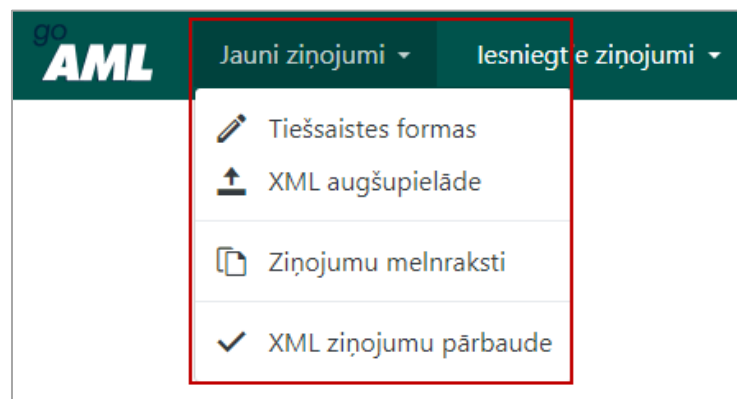 go
AML
Jauni ziņojumi
Iesniegtie ziņojumi
Tiešsaistes formas
XML augšupielāde
Ziņojumu melnraksti
XML ziņojumu pārbaude